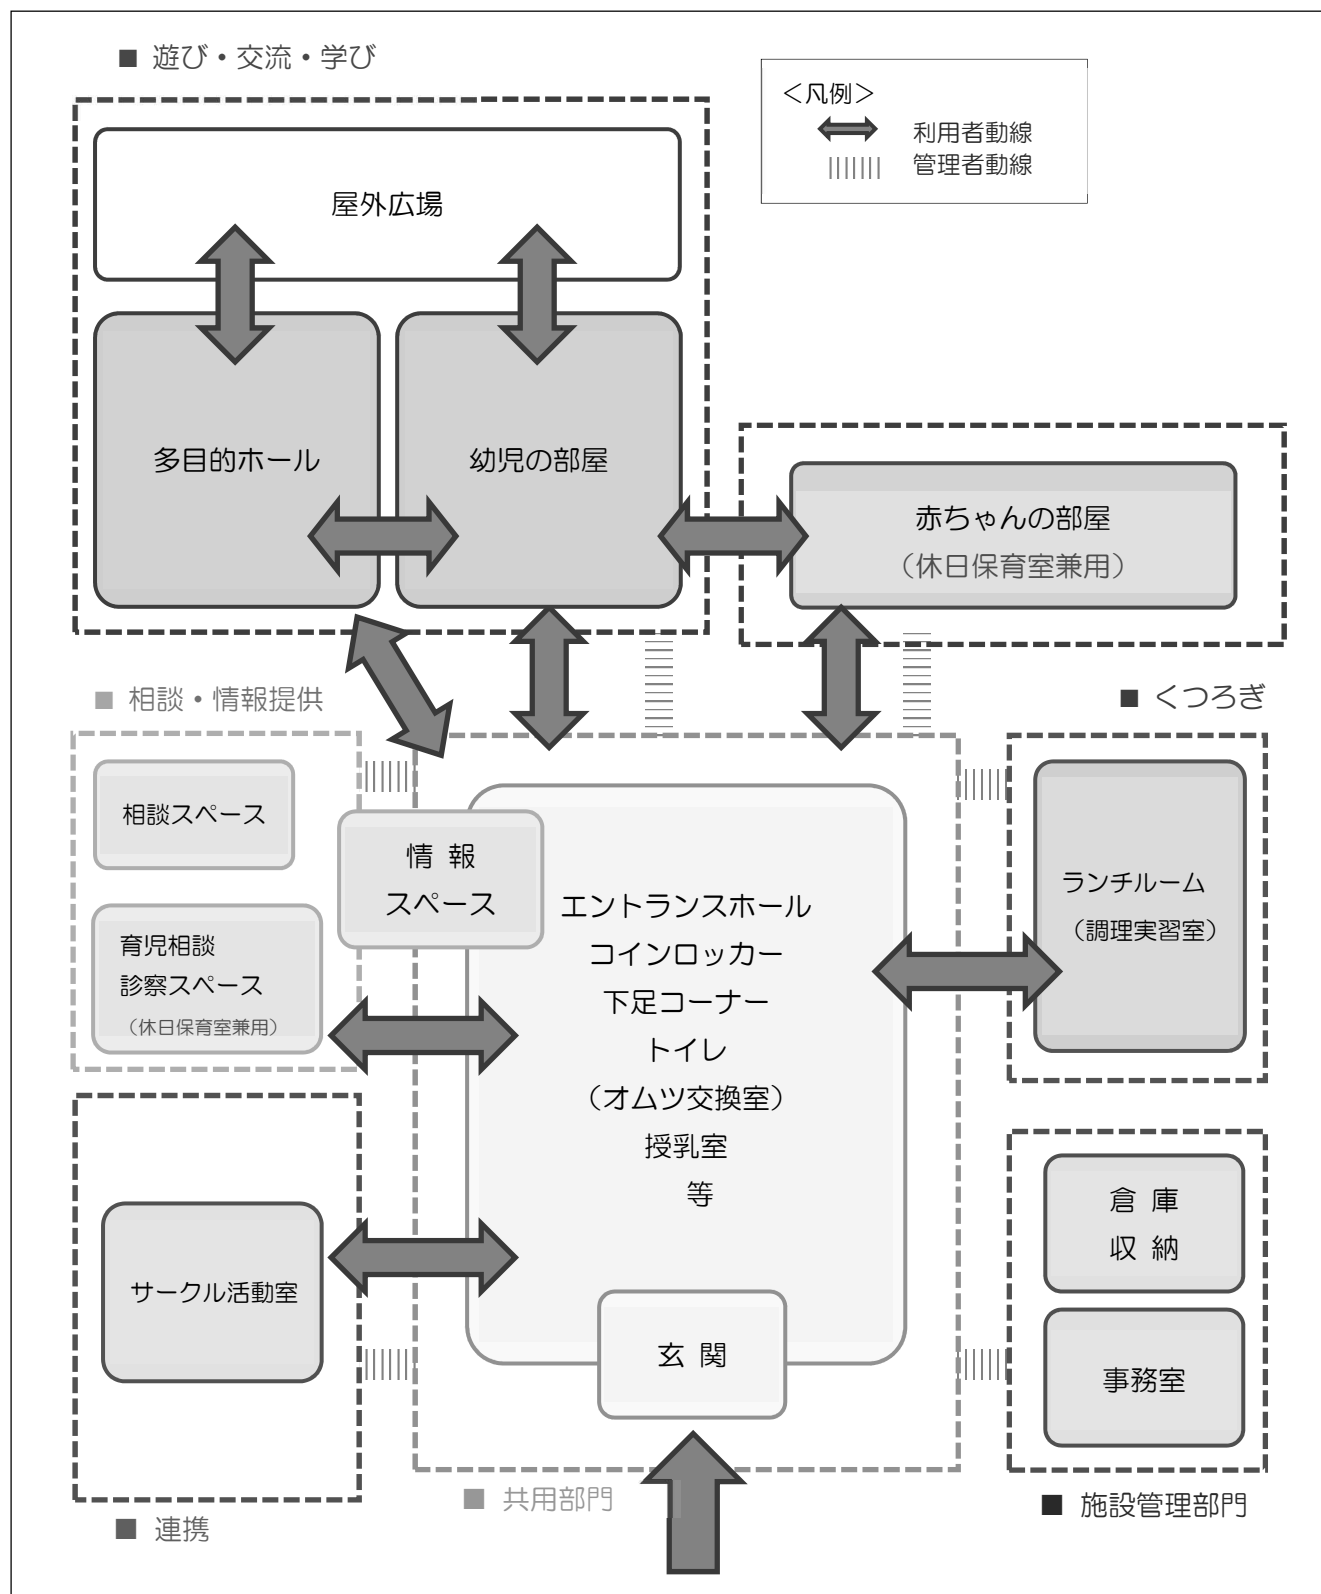 ■ 遊び・交流・学び
＜凡例＞
利用者動線
管理者動線
屋外広場
多目的ホール
幼児の部屋
赤ちゃんの部屋
（休日保育室兼用）
■ 相談・情報提供
■ くつろぎ
相談スペース
情 報
スペース
育児相談
診察スペース
（休日保育室兼用）
エントランスホール
コインロッカー
下足コーナー
トイレ
（オムツ交換室）
授乳室
等
ランチルーム
（調理実習室）
サークル活動室
倉 庫
収 納
玄 関
事務室
■ 共用部門
■ 連携
■ 施設管理部門